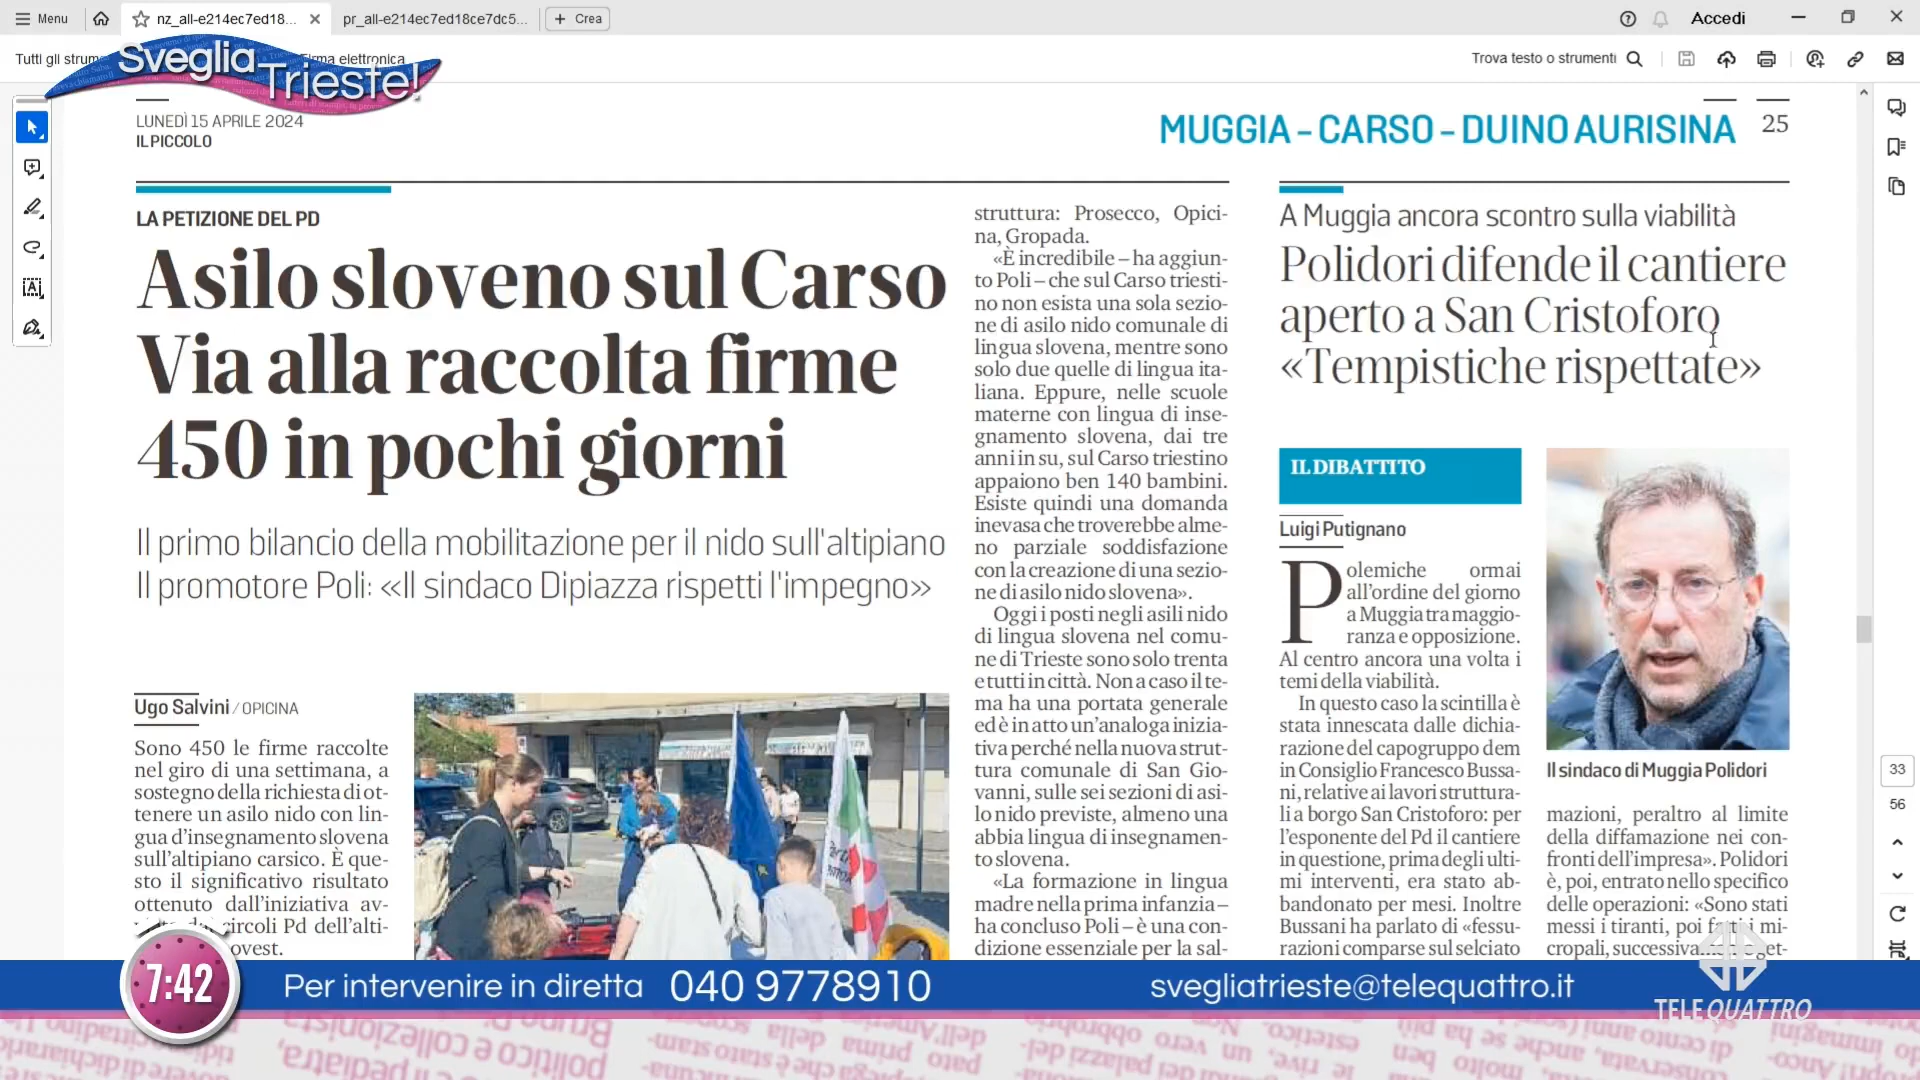 Menu
nz_all-e214ec7ed18...
pr_all-e214ec7ed18ce7dc5...
Crea
Accedi
Tutti gli strum
Firma elettronica
Trova testo o strumenti
Sveglia
Trieste!
LUNEDÌ 15 APRILE 2024
IL PICCOLO
MUGGIA – CARSO – DUINO AURISINA
25
LA PETIZIONE DEL PD
Asilo sloveno sul Carso
Via alla raccolta firme
450 in pochi giorni
Il primo bilancio della mobilitazione per il nido sull'altipiano
Il promotore Poli: «Il sindaco Dipiazza rispetti l'impegno»
Ugo Salvini / OPICINA
Sono 450 le firme raccolte
nel giro di una settimana, a
sostegno della richiesta di ot-
tenere un asilo nido con lin-
gua d'insegnamento slovena
sull'altipiano carsico. È que-
sto il significativo risultato
ottenuto dall'iniziativa av-
circoli Pd dell'alti-
ovest.
struttura: Prosecco, Opici-
na, Gropada.
«È incredibile – ha aggiun-
to Poli – che sul Carso triesti-
no non esista una sola sezio-
ne di asilo nido comunale di
lingua slovena, mentre sono
solo due quelle di lingua ita-
liana. Eppure, nelle scuole
materne con lingua di inse-
gnamento slovena, dai tre
anni in su, sul Carso triestino
appaiono ben 140 bambini.
Esiste quindi una domanda
inevasa che troverebbe alme-
no parziale soddisfazione
con la creazione di una sezio-
ne di asilo nido slovena».
Oggi i posti negli asili nido
di lingua slovena nel comu-
ne di Trieste sono solo trenta
e tutti in città. Non a caso il te-
ma ha una portata generale
ed è in atto un'analoga inizia-
tiva perché nella nuova strut-
tura comunale di San Gio-
vanni, sulle sei sezioni di asi-
lo nido previste, almeno una
abbia lingua di insegnamen-
to slovena.
«La formazione in lingua
madre nella prima infanzia –
ha concluso Poli – è una con-
dizione essenziale per la sal-
A Muggia ancora scontro sulla viabilità
Polidori difende il cantiere
aperto a San Cristoforo
«Tempistiche rispettate»
IL DIBATTITO
Luigi Putignano
Polemiche ormai
all'ordine del giorno
a Muggia tra maggio-
ranza e opposizione.
Al centro ancora una volta i
temi della viabilità.
In questo caso la scintilla è
stata innescata dalle dichia-
razione del capogruppo dem
in Consiglio Francesco Bussa-
ni, relative ai lavori struttura-
li a borgo San Cristoforo: per
l'esponente del Pd il cantiere
in questione, prima degli ulti-
mi interventi, era stato ab-
bandonato per mesi. Inoltre
Bussani ha parlato di «fessu-
razioni comparse sul selciato
Il sindaco di Muggia Polidori
mazioni, peraltro al limite
della diffamazione nei con-
fronti dell'impresa». Polidori
è, poi, entrato nello specifico
delle operazioni: «Sono stati
messi i tiranti, poi fatti i mi-
cropali, successiva
33
56
7:42
Per intervenire in diretta 040 9778910
svegliatrieste@telequattro.it
TELEQUATTRO